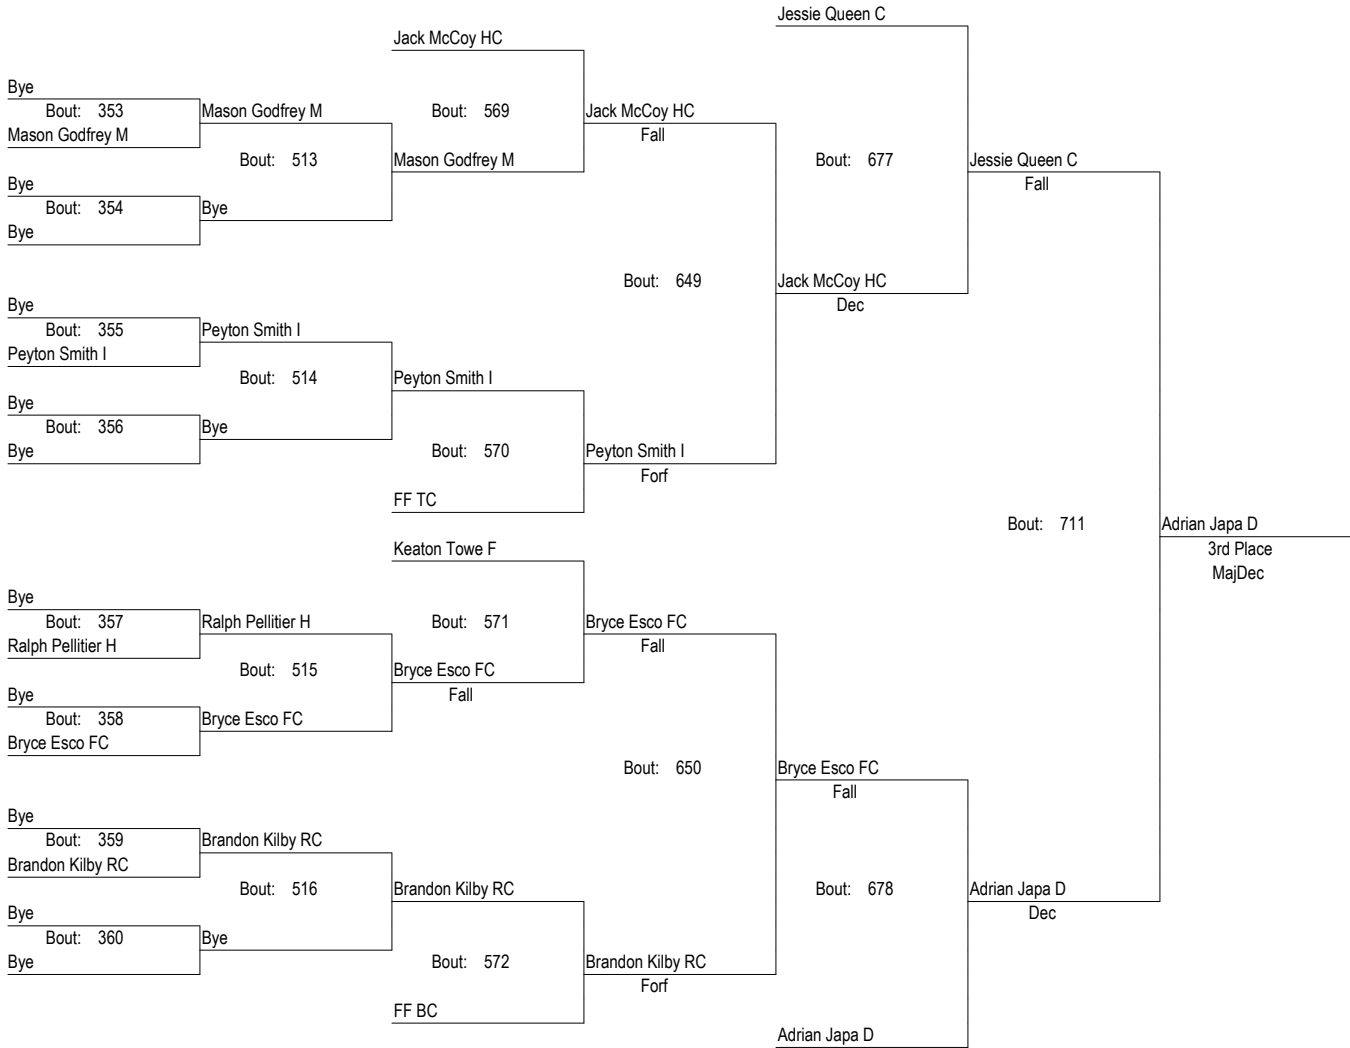 Jessie Queen C
Jack McCoy HC
Bye
Bout: 353
Mason Godfrey M
Bout: 569
Jack McCoy HC
Mason Godfrey M
Fall
Bout: 513
Mason Godfrey M
Bout: 677
Jessie Queen C
Bye
Fall
Bout: 354
Bye
Bye
Bout: 649
Jack McCoy HC
Bye
Dec
Bout: 355
Peyton Smith I
Peyton Smith I
Bout: 514
Peyton Smith I
Bye
Bout: 356
Bye
Bye
Bout: 570
Peyton Smith I
Forf
FF TC
Bout: 711
Adrian Japa D
Keaton Towe F
3rd Place
MajDec
Bye
Bout: 357
Ralph Pellitier H
Bout: 571
Bryce Esco FC
Ralph Pellitier H
Fall
Bout: 515
Bryce Esco FC
Bye
Fall
Bout: 358
Bryce Esco FC
Bryce Esco FC
Bout: 650
Bryce Esco FC
Fall
Bye
Bout: 359
Brandon Kilby RC
Brandon Kilby RC
Bout: 516
Brandon Kilby RC
Bout: 678
Adrian Japa D
Bye
Dec
Bout: 360
Bye
Bye
Bout: 572
Brandon Kilby RC
Forf
FF BC
Adrian Japa D